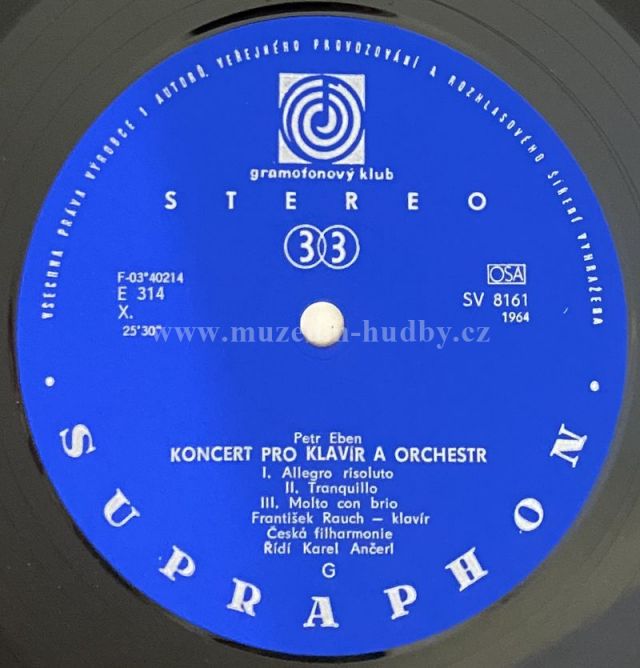 VŠECHNA PRÁVA VÝROBCE I AUTORŮ, VEŘEJNÉHO PROVOZOVÁNÍ A ROZHLASOVÉHO ŠÍŘENÍ VYHRAŽENA
gramofonový klub
STEREO
33
F-03*40214
E 314
X.
25'30"
OSA
SV 8161
1964
www.muzeum-hudby.cz
Petr Eben
KONCERT PRO KLAVÍR A ORCHESTR
I. Allegro risoluto
II. Tranquillo
III. Molto con brio
František Rauch – klavír
Česká filharmonie
Řídí Karel Ančerl
G
SUPRAPHON